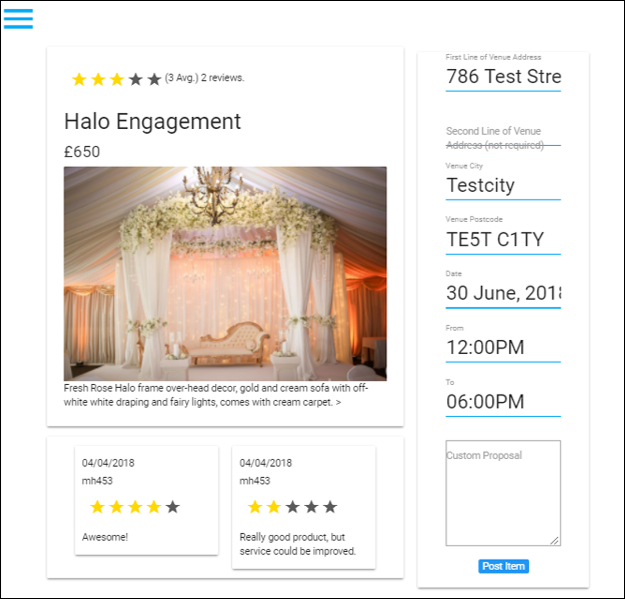 (3 Avg.) 2 reviews.
Halo Engagement
£650
Fresh Rose Halo frame over-head decor, gold and cream sofa with off-
white white draping and fairy lights, comes with cream carpet. >
04/04/2018
mh453
Awesome!
04/04/2018
mh453
Really good product, but
service could be improved.
First Line of Venue Address
786 Test Stre
Second Line of Venue
Address (not required)
Venue City
Testcity
Venue Postcode
TE5T C1TY
Date
30 June, 2018
From
12:00PM
To
06:00PM
Custom Proposal
Post Item